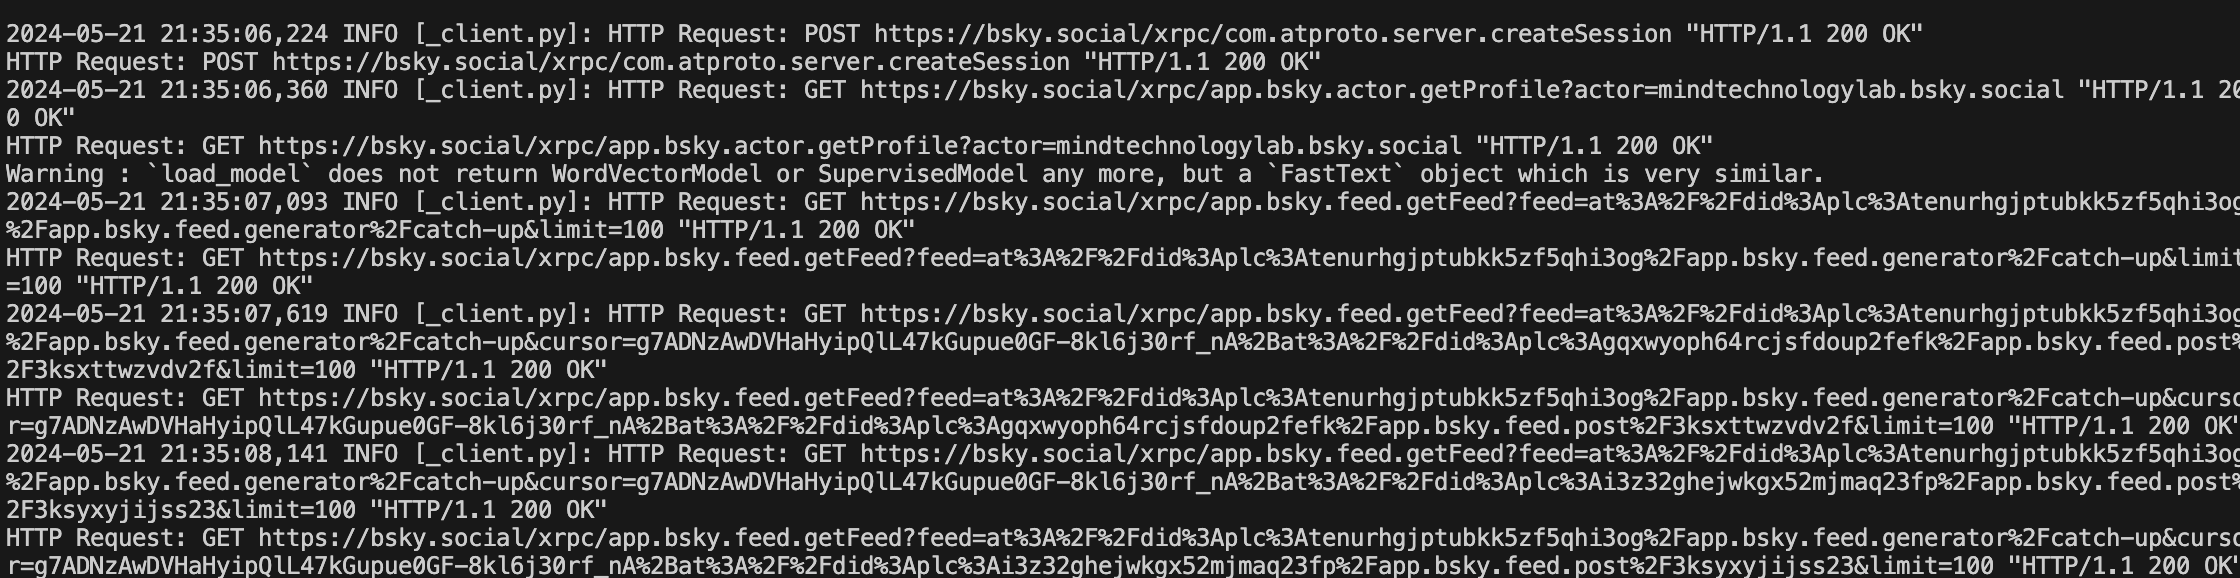 2024-05-21 21:35:06,224 INFO [_client.py]: HTTP Request: POST https://bsky.social/xrpc/com.atproto.server.createSession "HTTP/1.1 200 OK"
HTTP Request: POST https://bsky.social/xrpc/com.atproto.server.createSession "HTTP/1.1 200 OK"
2024-05-21 21:35:06,360 INFO [_client.py]: HTTP Request: GET https://bsky.social/xrpc/app.bsky.actor.getProfile?actor=mindtechnologylab.bsky.social "HTTP/1.1 20
0 OK"
HTTP Request: GET https://bsky.social/xrpc/app.bsky.actor.getProfile?actor=mindtechnologylab.bsky.social "HTTP/1.1 200 OK"
Warning : `load_model` does not return WordVectorModel or SupervisedModel any more, but a `FastText` object which is very similar.
2024-05-21 21:35:07,093 INFO [_client.py]: HTTP Request: GET https://bsky.social/xrpc/app.bsky.feed.getFeed?feed=at%3A%2F%2Fdid%3Aplc%3Atenurhgjptubkk5zf5qhi3og
%2Fapp.bsky.feed.generator%2Fcatch-up&limit=100 "HTTP/1.1 200 OK"
HTTP Request: GET https://bsky.social/xrpc/app.bsky.feed.getFeed?feed=at%3A%2F%2Fdid%3Aplc%3Atenurhgjptubkk5zf5qhi3og%2Fapp.bsky.feed.generator%2Fcatch-up&limit
=100 "HTTP/1.1 200 OK"
2024-05-21 21:35:07,619 INFO [_client.py]: HTTP Request: GET https://bsky.social/xrpc/app.bsky.feed.getFeed?feed=at%3A%2F%2Fdid%3Aplc%3Atenurhgjptubkk5zf5qhi3og
%2Fapp.bsky.feed.generator%2Fcatch-up&cursor=g7ADNzAwDVHaHyipQlL47kGupue0GF-8kl6j30rf_nA%2Bat%3A%2F%2Fdid%3Aplc%3Agqxwyoph64rcjsfdoup2fefk%2Fapp.bsky.feed.post%
2F3ksxttwzvdv2f&limit=100 "HTTP/1.1 200 OK"
HTTP Request: GET https://bsky.social/xrpc/app.bsky.feed.getFeed?feed=at%3A%2F%2Fdid%3Aplc%3Atenurhgjptubkk5zf5qhi3og%2Fapp.bsky.feed.generator%2Fcatch-up&curso
r=g7ADNzAwDVHaHyipQlL47kGupue0GF-8kl6j30rf_nA%2Bat%3A%2F%2Fdid%3Aplc%3Agqxwyoph64rcjsfdoup2fefk%2Fapp.bsky.feed.post%2F3ksxttwzvdv2f&limit=100 "HTTP/1.1 200 OK"
2024-05-21 21:35:08,141 INFO [_client.py]: HTTP Request: GET https://bsky.social/xrpc/app.bsky.feed.getFeed?feed=at%3A%2F%2Fdid%3Aplc%3Atenurhgjptubkk5zf5qhi3og
%2Fapp.bsky.feed.generator%2Fcatch-up&cursor=g7ADNzAwDVHaHyipQlL47kGupue0GF-8kl6j30rf_nA%2Bat%3A%2F%2Fdid%3Aplc%3Ai3z32ghejwkgx52mjmaq23fp%2Fapp.bsky.feed.post%
2F3ksyxyjijss23&limit=100 "HTTP/1.1 200 OK"
HTTP Request: GET https://bsky.social/xrpc/app.bsky.feed.getFeed?feed=at%3A%2F%2Fdid%3Aplc%3Atenurhgjptubkk5zf5qhi3og%2Fapp.bsky.feed.generator%2Fcatch-up&curso
r=g7ADNzAwDVHaHyipQlL47kGupue0GF-8kl6j30rf_nA%2Bat%3A%2F%2Fdid%3Aplc%3Ai3z32ghejwkgx52mjmaq23fp%2Fapp.bsky.feed.post%2F3ksyxyjijss23&limit=100 "HTTP/1.1 200 OK"